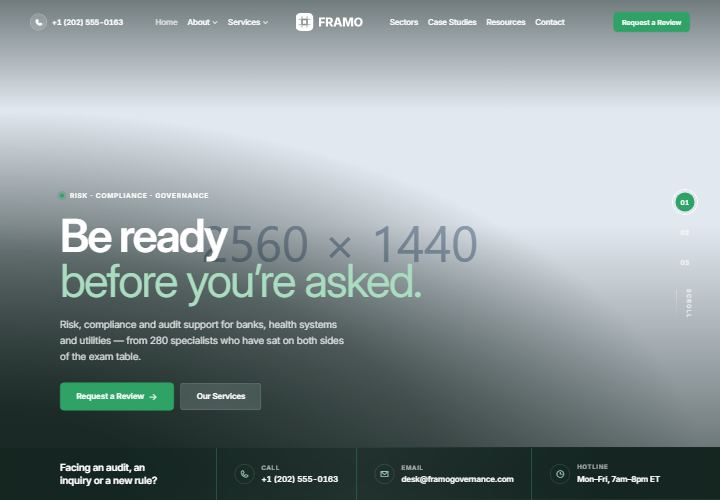 +1 (202) 555-0163
Home About Services
FRAMO
Sectors Case Studies Resources Contact
Request a Review
RISK - COMPLIANCE - GOVERNANCE
Be ready
before you're asked.
2560 × 1440
Risk, compliance and audit support for banks, health systems
and utilities — from 280 specialists who have sat on both sides
of the exam table.
Request a Review →
Our Services
01
02
03
SCROLL
Facing an audit, an
inquiry or a new rule?
CALL
+1 (202) 555-0163
EMAIL
desk@framogovernance.com
HOTLINE
Mon–Fri, 7am–8pm ET